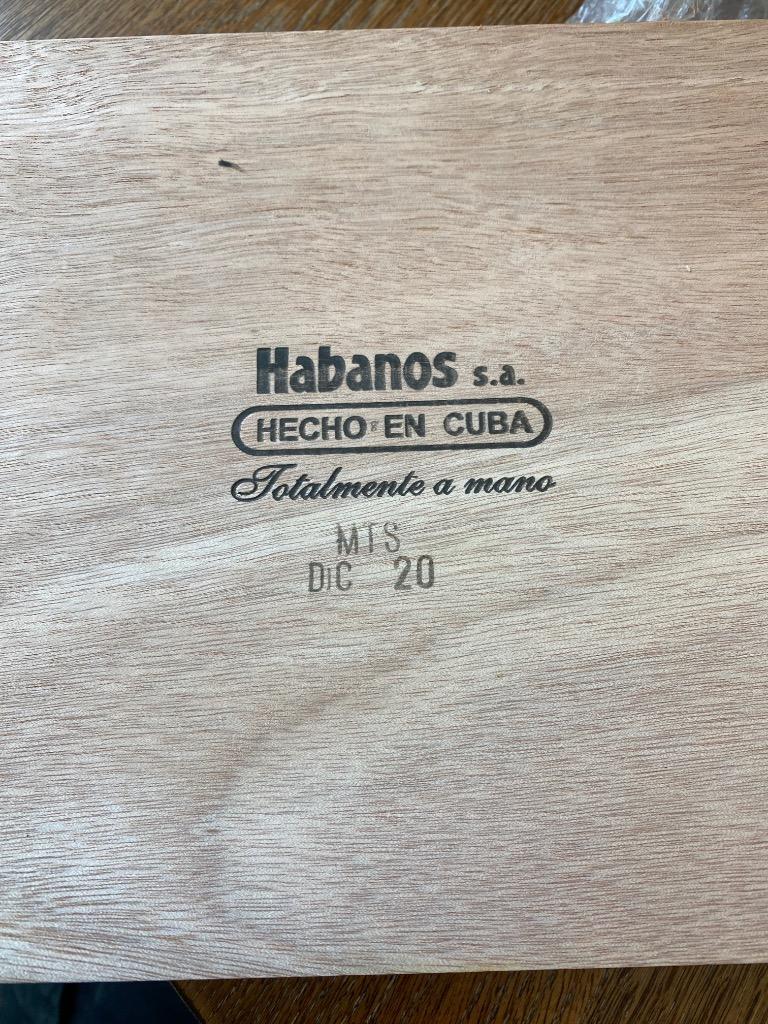 Habanos s.a.
HECHO EN CUBA
Totalmente a mano
MTS
DIC 20